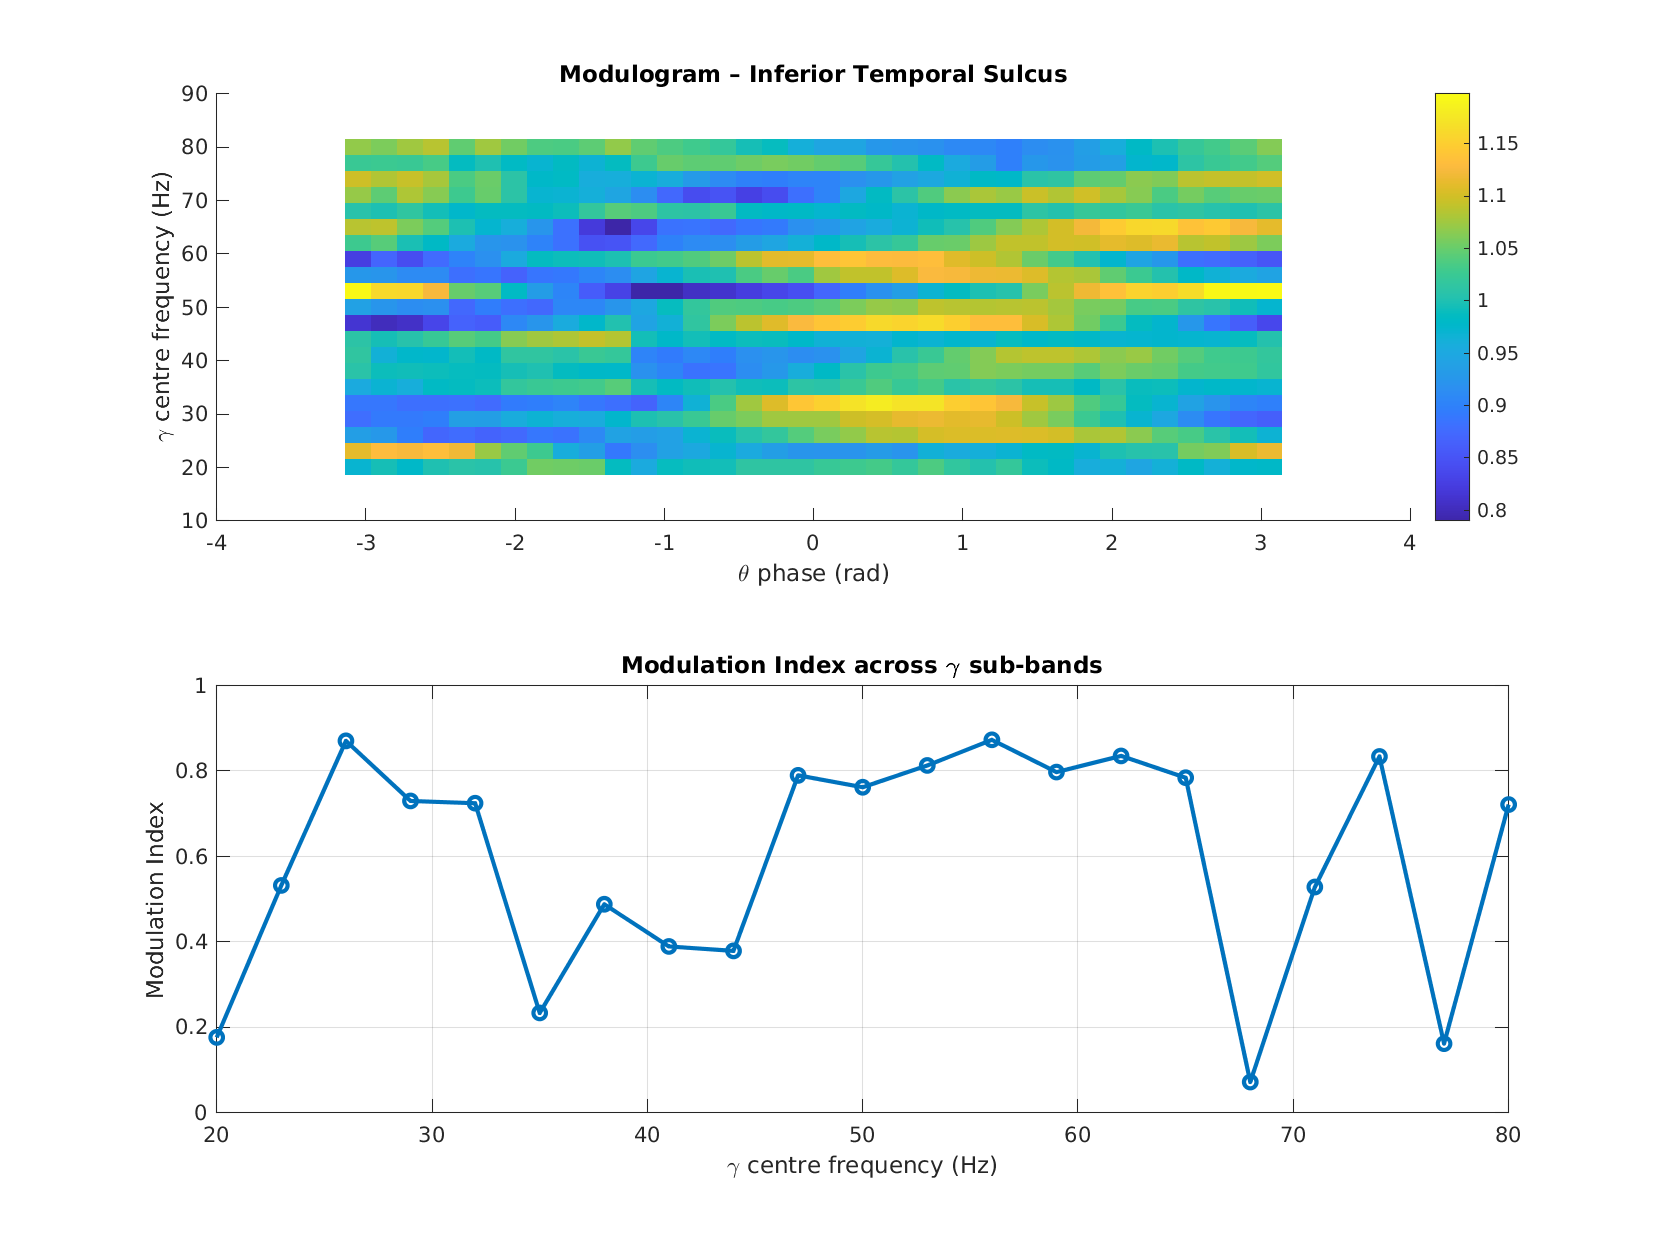 Modulogram – Inferior Temporal Sulcus
90
80
70
60
50
40
30
20
10
γ centre frequency (Hz)
-4 -3 -2 -1 0 1 2 3 4
θ phase (rad)
1.15
1.1
1.05
1
0.95
0.9
0.85
0.8
Modulation Index across γ sub-bands
1
0.8
0.6
0.4
0.2
0
Modulation Index
20 30 40 50 60 70 80
γ centre frequency (Hz)